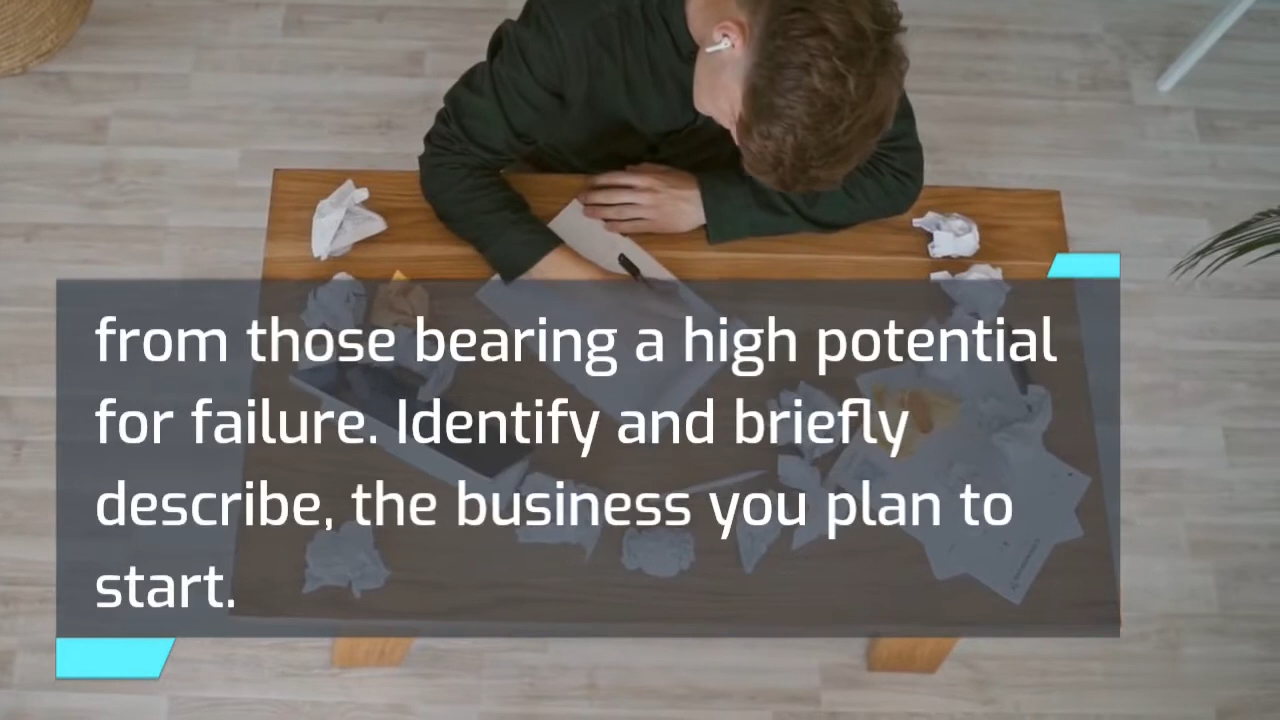 from those bearing a high potential
for failure. Identify and briefly
describe, the business you plan to
start.